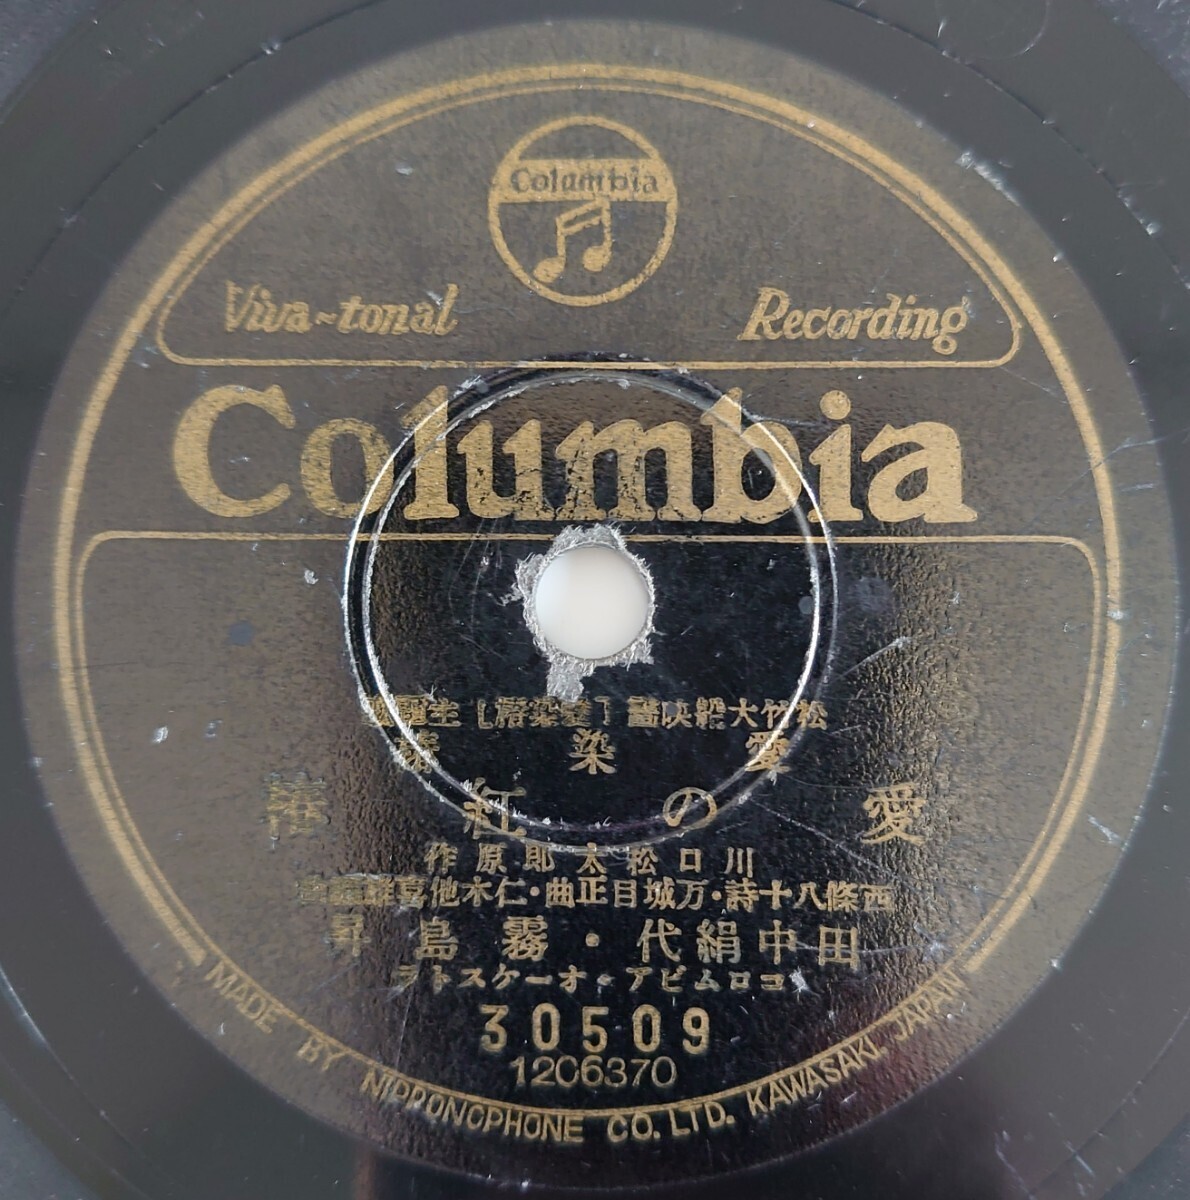 Columbia
Viva-tonal Recording
Columbia
松竹大船映畫「愛染椿」主題歌
愛染椿
愛の紅椿
川口松太郎原作
西條八十詩・万城目正曲・仁木他喜雄編曲
田中絹代・霧島昇
コロムビア・オーケストラ
30509
1206370
MADE BY NIPPONOPHONE CO. LTD. KAWASAKI, JAPAN